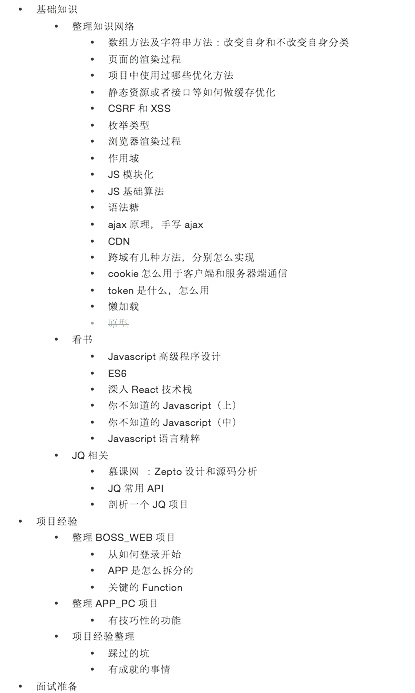 基础知识
整理知识网络
数组方法及字符串方法：改变自身和不改变自身分类
页面的渲染过程
项目中使用过哪些优化方法
静态资源或者接口等如何做缓存优化
CSRF 和 XSS
枚举类型
浏览器渲染过程
作用域
JS 模块化
JS 基础算法
语法糖
ajax 原理，手写 ajax
CDN
跨域有几种方法，分别怎么实现
cookie 怎么用于客户端和服务器端通信
token 是什么，怎么用
懒加载
原型
看书
Javascript 高级程序设计
ES6
深入 React 技术栈
你不知道的 Javascript（上）
你不知道的 Javascript（中）
Javascript 语言精粹
JQ 相关
慕课网 ：Zepto 设计和源码分析
JQ 常用 API
剖析一个 JQ 项目
项目经验
整理 BOSS_WEB 项目
从如何登录开始
APP 是怎么拆分的
关键的 Function
整理 APP_PC 项目
有技巧性的功能
项目经验整理
踩过的坑
有成就的事情
面试准备